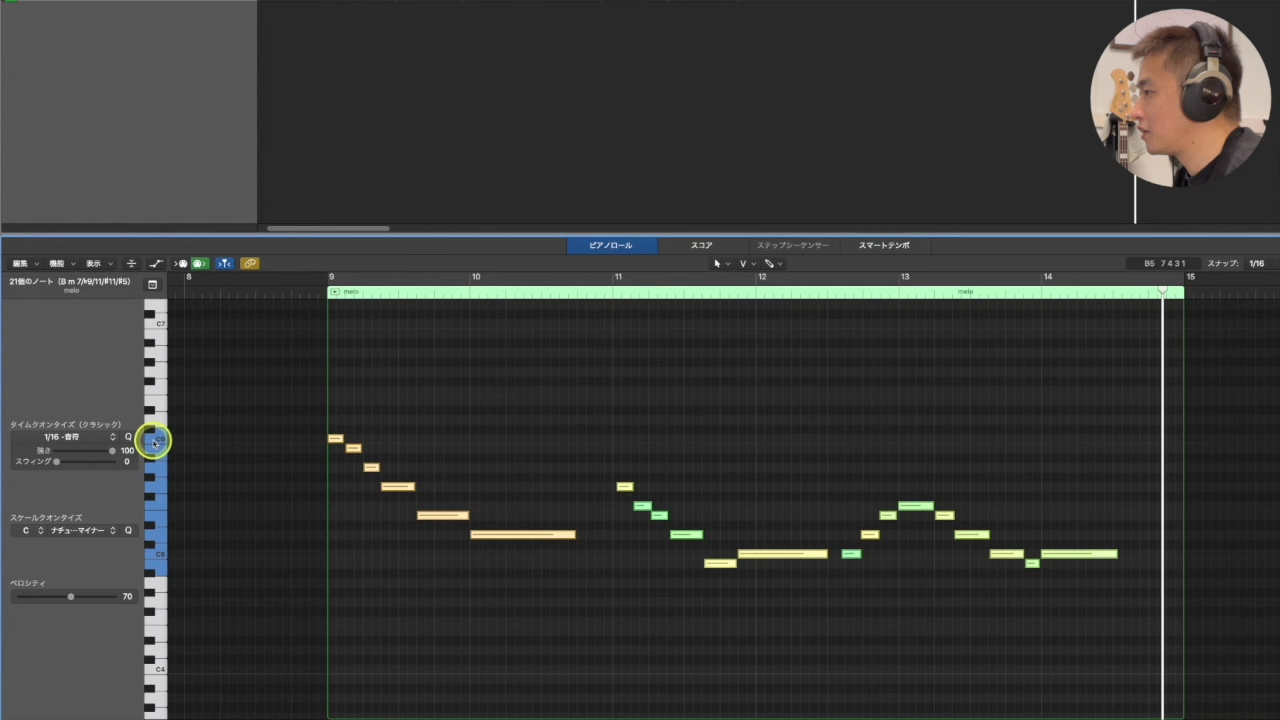 ピアノロール スコア ステップシーケンサー スマートテンポ
編集 機能 表示 B6 7 4 3 1 スナップ: 1/16
21個のノート（B m 7/♭9/11/#11/#5）
melo
8 9 10 11 12 13 14 15
melo melo
C7
タイムクオンタイズ（クラシック）
1/16 -音符 Q
強さ 100
スウィング 0
C6
スケールクオンタイズ
C ナチュ…マイナー Q
C5
ベロシティ
70
C4